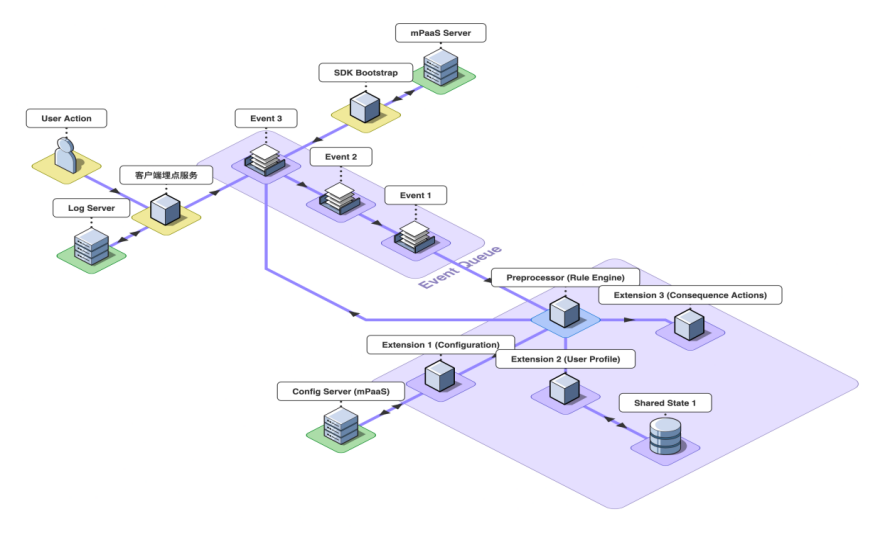 mPaaS Server
SDK Bootstrap
User Action
Event 3
Event 2
客户端埋点服务
Event 1
Log Server
Event Queue
Preprocessor (Rule Engine)
Extension 3 (Consequence Actions)
Extension 1 (Configuration)
Extension 2 (User Profile)
Config Server (mPaaS)
Shared State 1